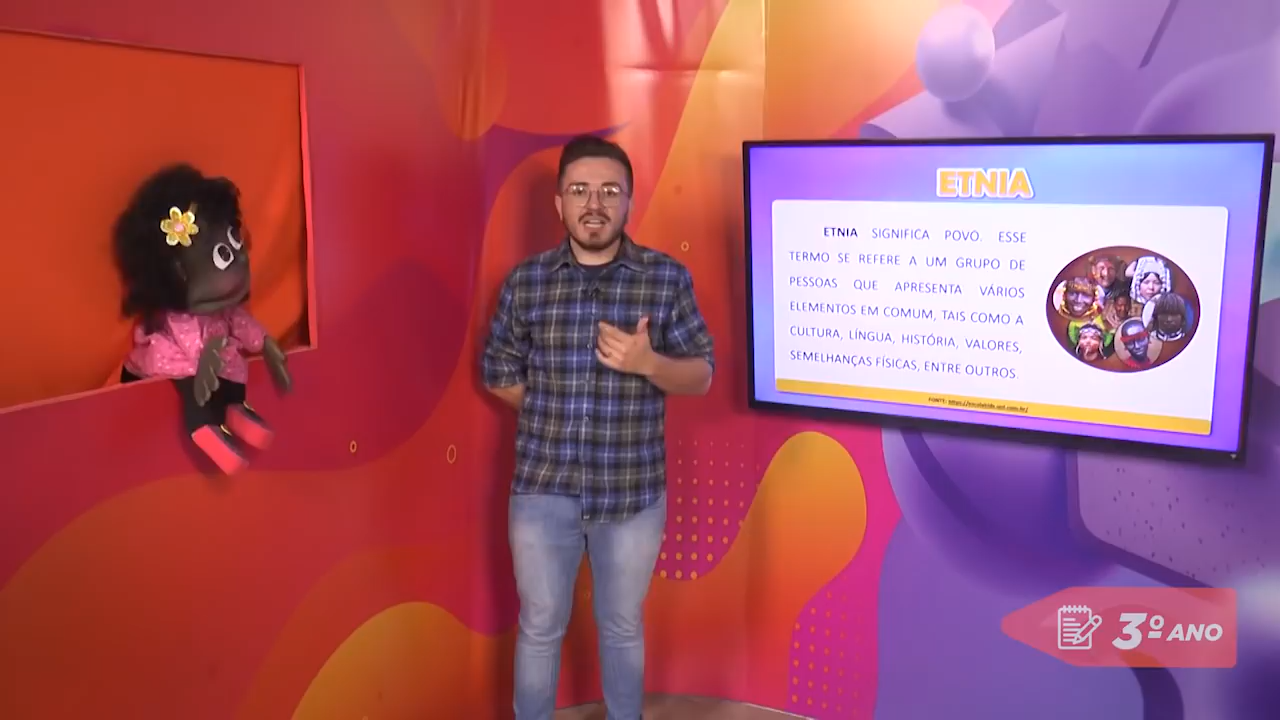 ETNIA
ETNIA SIGNIFICA POVO. ESSE
TERMO SE REFERE A UM GRUPO DE
PESSOAS QUE APRESENTA VÁRIOS
ELEMENTOS EM COMUM, TAIS COMO A
CULTURA, LÍNGUA, HISTÓRIA, VALORES,
SEMELHANÇAS FÍSICAS, ENTRE OUTROS.
FONTE:
3º ANO